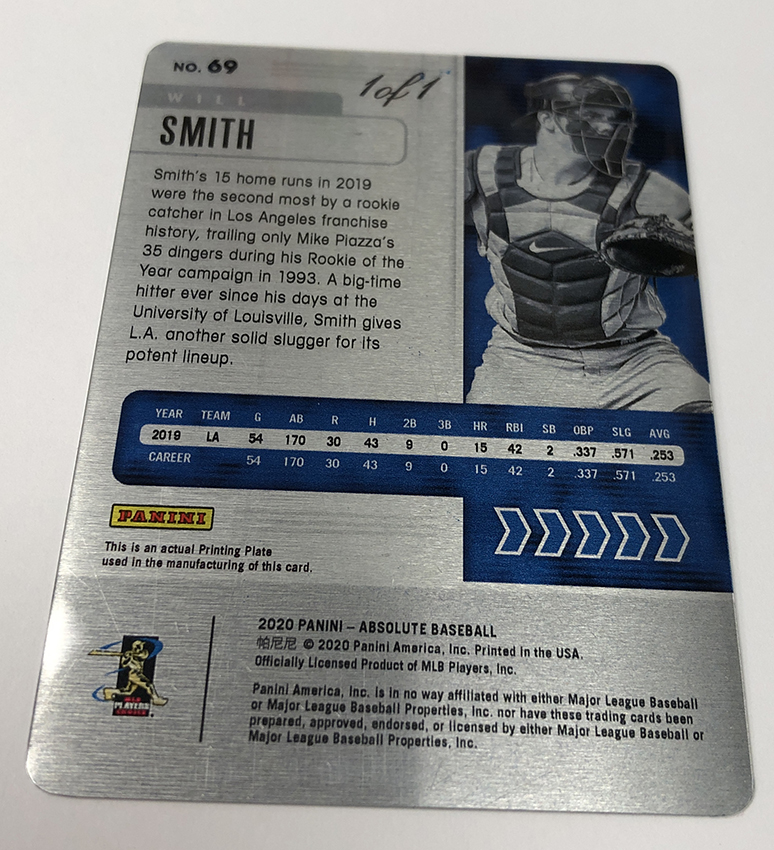 NO. 69
1 of 1
WILL
SMITH
Smith's 15 home runs in 2019
were the second most by a rookie
catcher in Los Angeles franchise
history, trailing only Mike Piazza's
35 dingers during his Rookie of the
Year campaign in 1993. A big-time
hitter ever since his days at the
University of Louisville, Smith gives
L.A. another solid slugger for its
potent lineup.
YEAR TEAM G AB R H 2B 3B HR RBI SB OBP SLG AVG
2019 LA 54 170 30 43 9 0 15 42 2 .337 .571 .253
CAREER 54 170 30 43 9 0 15 42 2 .337 .571 .253
PANINI
This is an actual Printing Plate
used in the manufacturing of this card.
2020 PANINI – ABSOLUTE BASEBALL
帕尼尼 © 2020 Panini America, Inc. Printed in the USA.
Officially Licensed Product of MLB Players, Inc.
MLB
PLAYERS
CHOICE
Panini America, Inc. is in no way affiliated with either Major League Baseball
or Major League Baseball Properties, Inc. nor have these trading cards been
prepared, approved, endorsed, or licensed by either Major League Baseball or
Major League Baseball Properties, Inc.